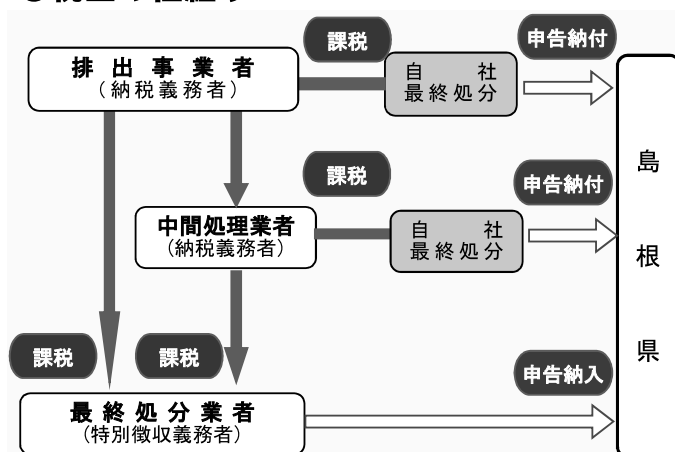 課税
申告納付
排出事業者
(納税義務者)
自社
最終処分
島根県
課税
申告納付
中間処理業者
(納税義務者)
自社
最終処分
課税
課税
申告納入
最終処分業者
(特別徴収義務者)